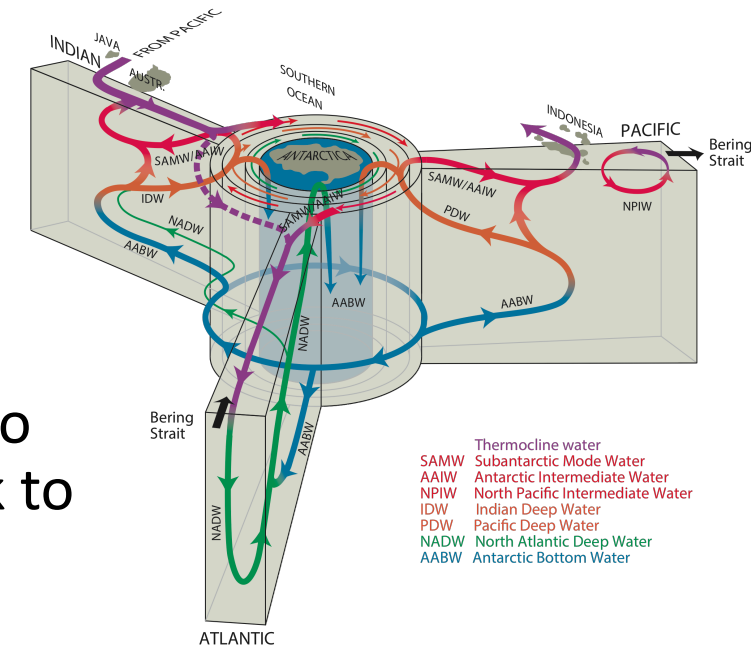 INDIAN
JAVA
FROM PACIFIC
AUSTR.
SOUTHERN
OCEAN
ANTARCTICA
INDONESIA
PACIFIC
Bering
Strait
SAMW/AAIW
SAMW/AAIW
SAMW/AAIW
NPIW
IDW
PDW
NADW
AABW
AABW
AABW
NADW
AABW
NADW
Bering
Strait
ATLANTIC
o
to
Thermocline water
SAMW Subantarctic Mode Water
AAIW Antarctic Intermediate Water
NPIW North Pacific Intermediate Water
IDW Indian Deep Water
PDW Pacific Deep Water
NADW North Atlantic Deep Water
AABW Antarctic Bottom Water